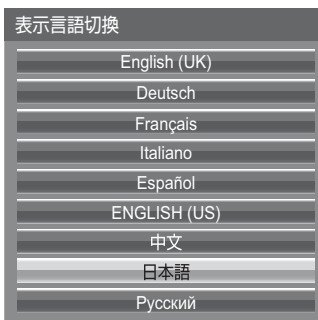 表示言語切換
English (UK)
Deutsch
Français
Italiano
Español
ENGLISH (US)
中文
日本語
Русский